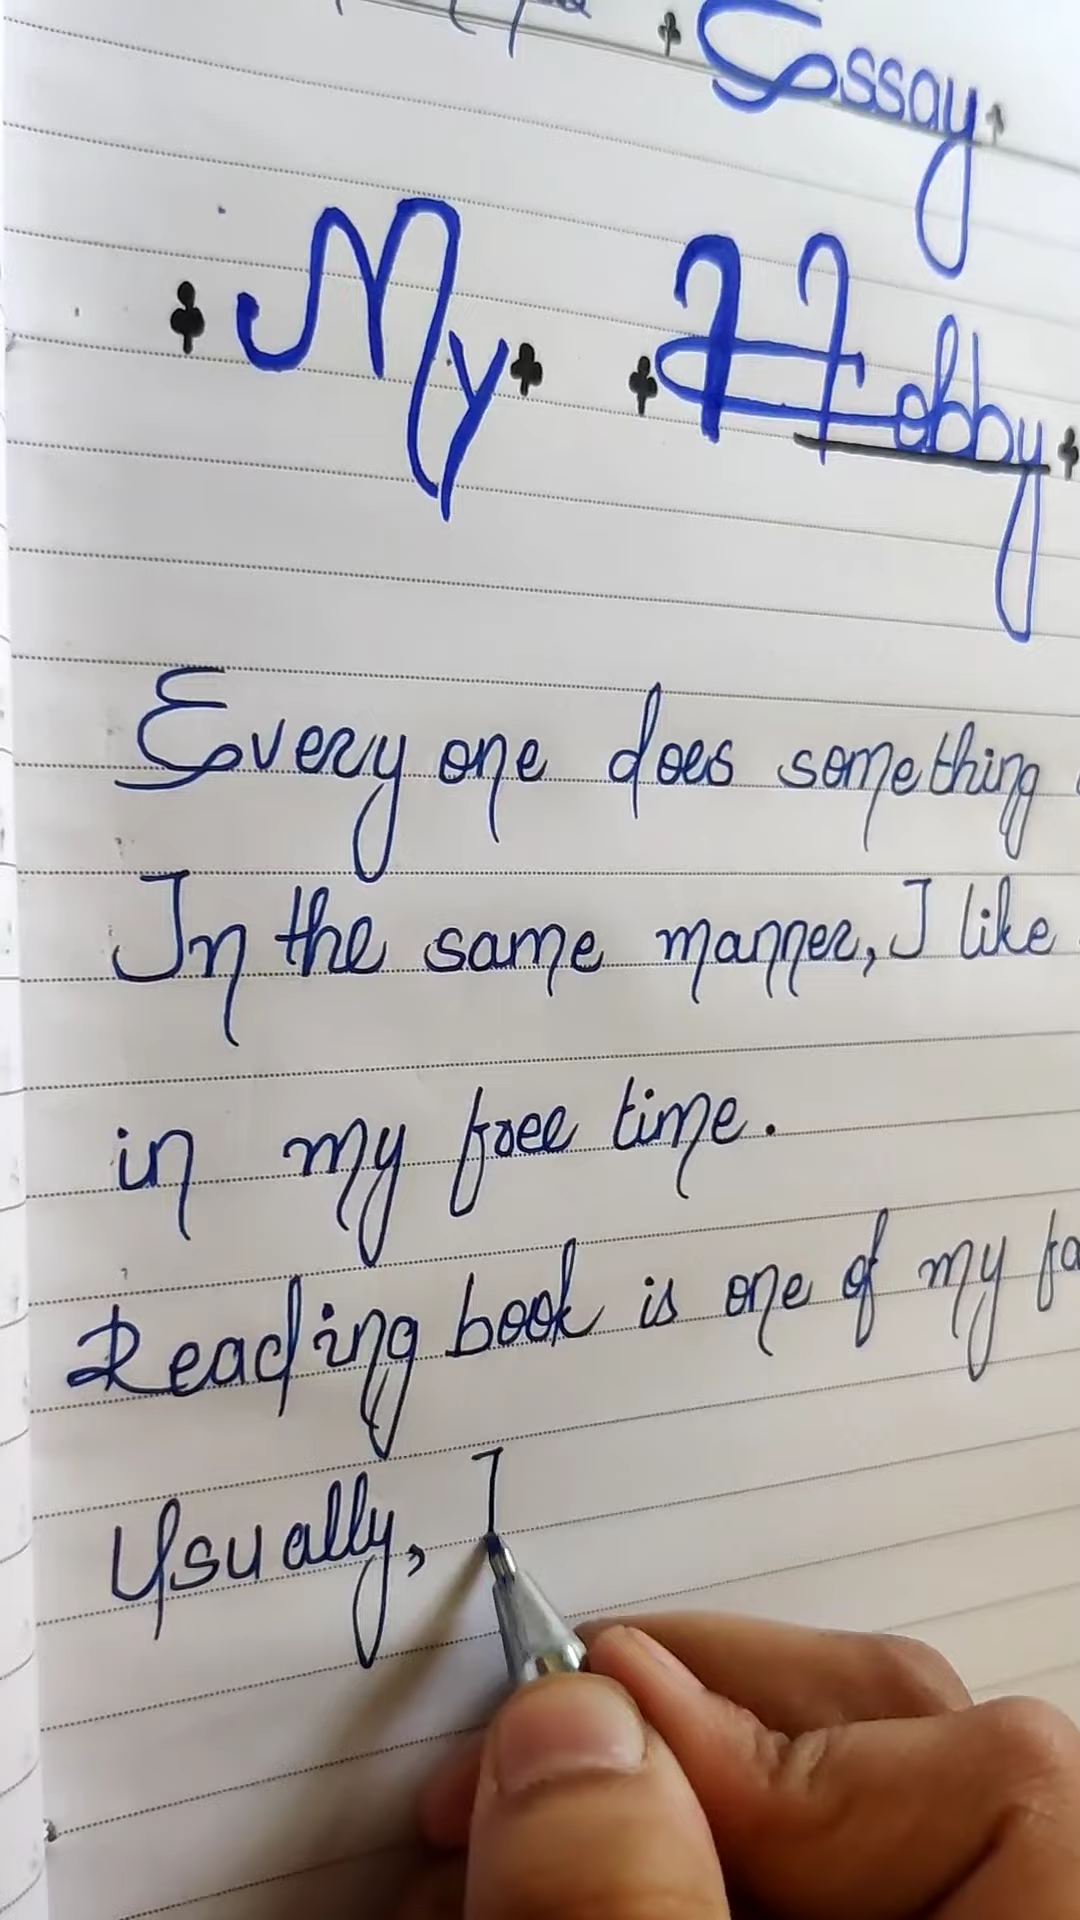 Essay
My Hobby
Every one does something
In the same manner, I like
in my free time.
Reading book is one of my fa
Usually, I